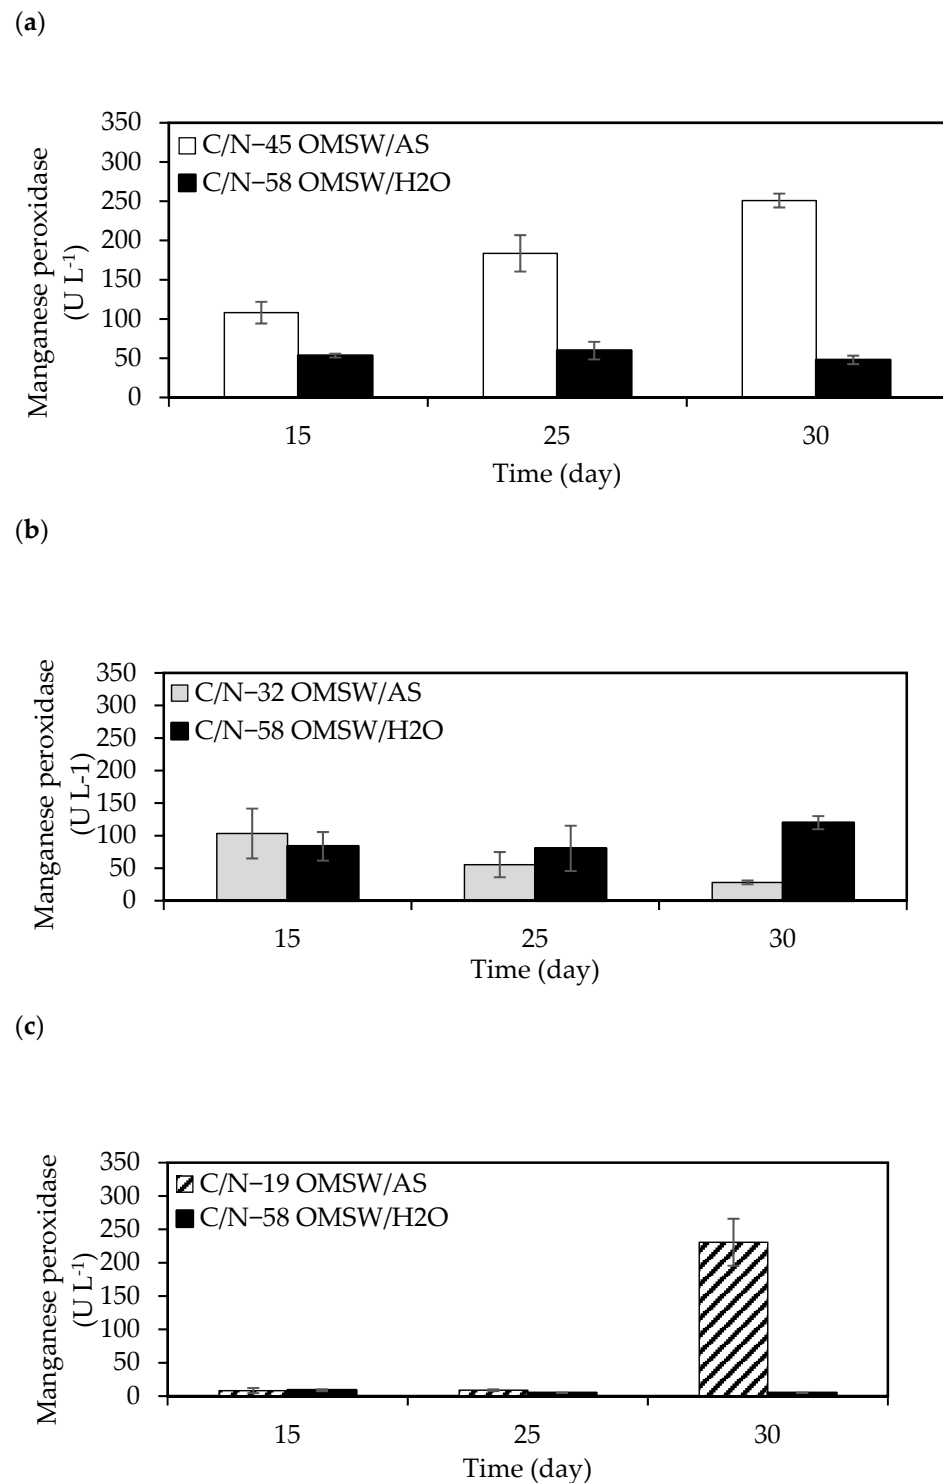 (a)
350
300
250
200
150
100
50
0
C/N−45 OMSW/AS
C/N−58 OMSW/H2O
Manganese peroxidase
(U L-1)
15 25 30
Time (day)
(b)
350
300
250
200
150
100
50
0
C/N−32 OMSW/AS
C/N−58 OMSW/H2O
Manganese peroxidase
(U L-1)
15 25 30
Time (day)
(c)
350
300
250
200
150
100
50
0
C/N−19 OMSW/AS
C/N−58 OMSW/H2O
Manganese peroxidase
(U L-1)
15 25 30
Time (day)